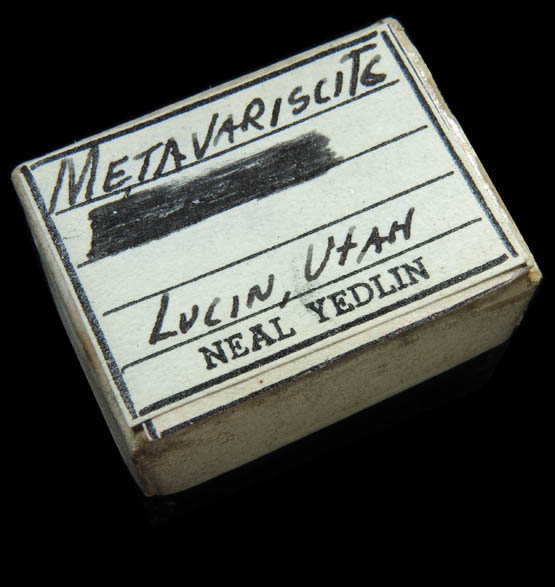 METAVARISCITE
LUCIN, UTAH
NEAL YEDLIN